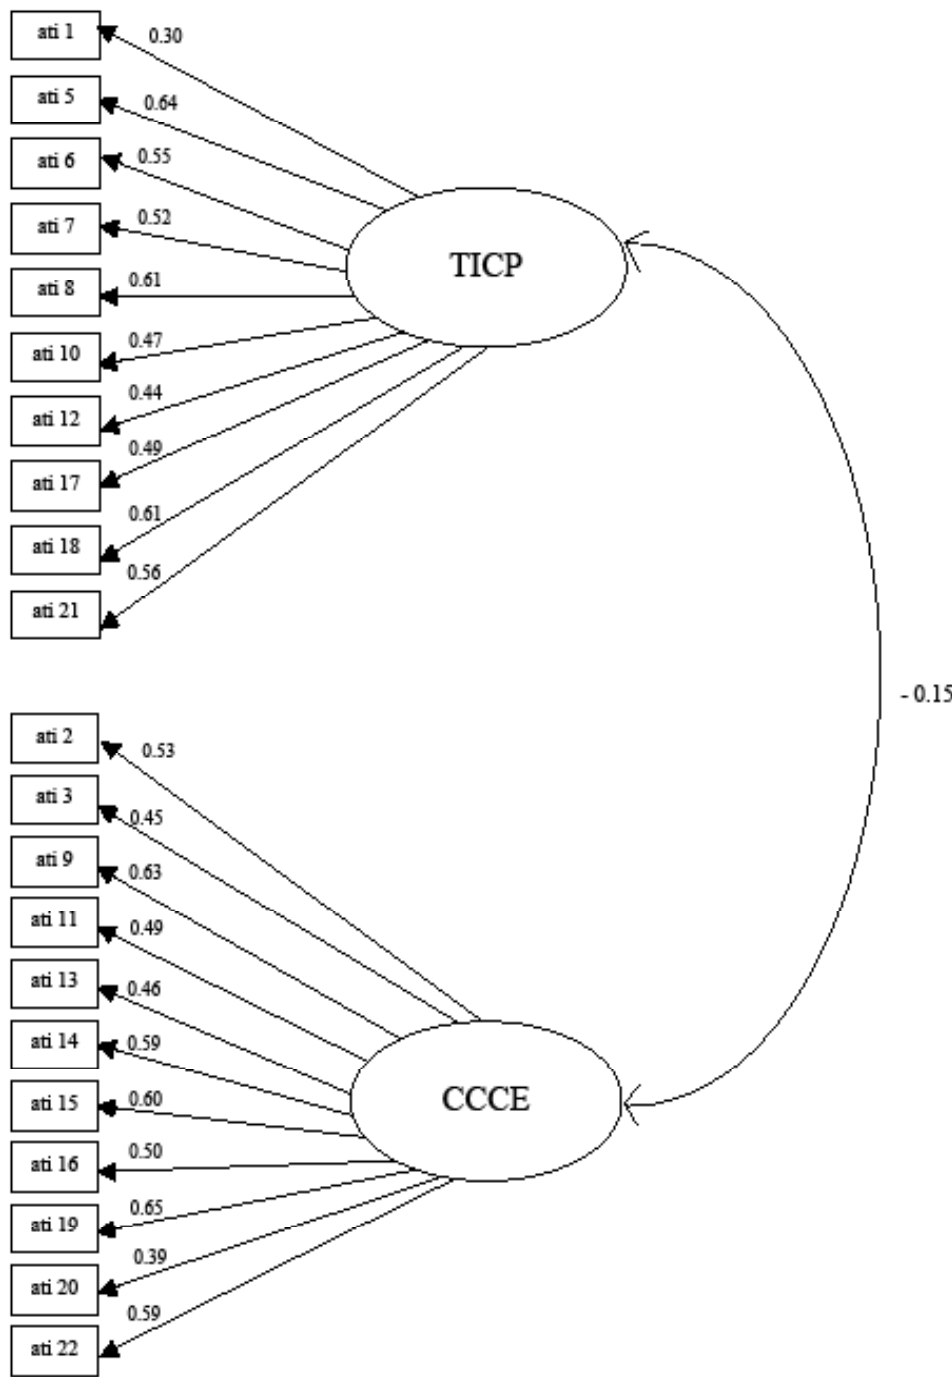 ati 1
0.30
ati 5
0.64
ati 6
0.55
ati 7
0.52
ati 8
0.61
ati 10
0.47
ati 12
0.44
ati 17
0.49
ati 18
0.61
ati 21
0.56
TICP
- 0.15
ati 2
0.53
ati 3
0.45
ati 9
0.63
ati 11
0.49
ati 13
0.46
ati 14
0.59
ati 15
0.60
ati 16
0.50
ati 19
0.65
ati 20
0.39
ati 22
0.59
CCCE